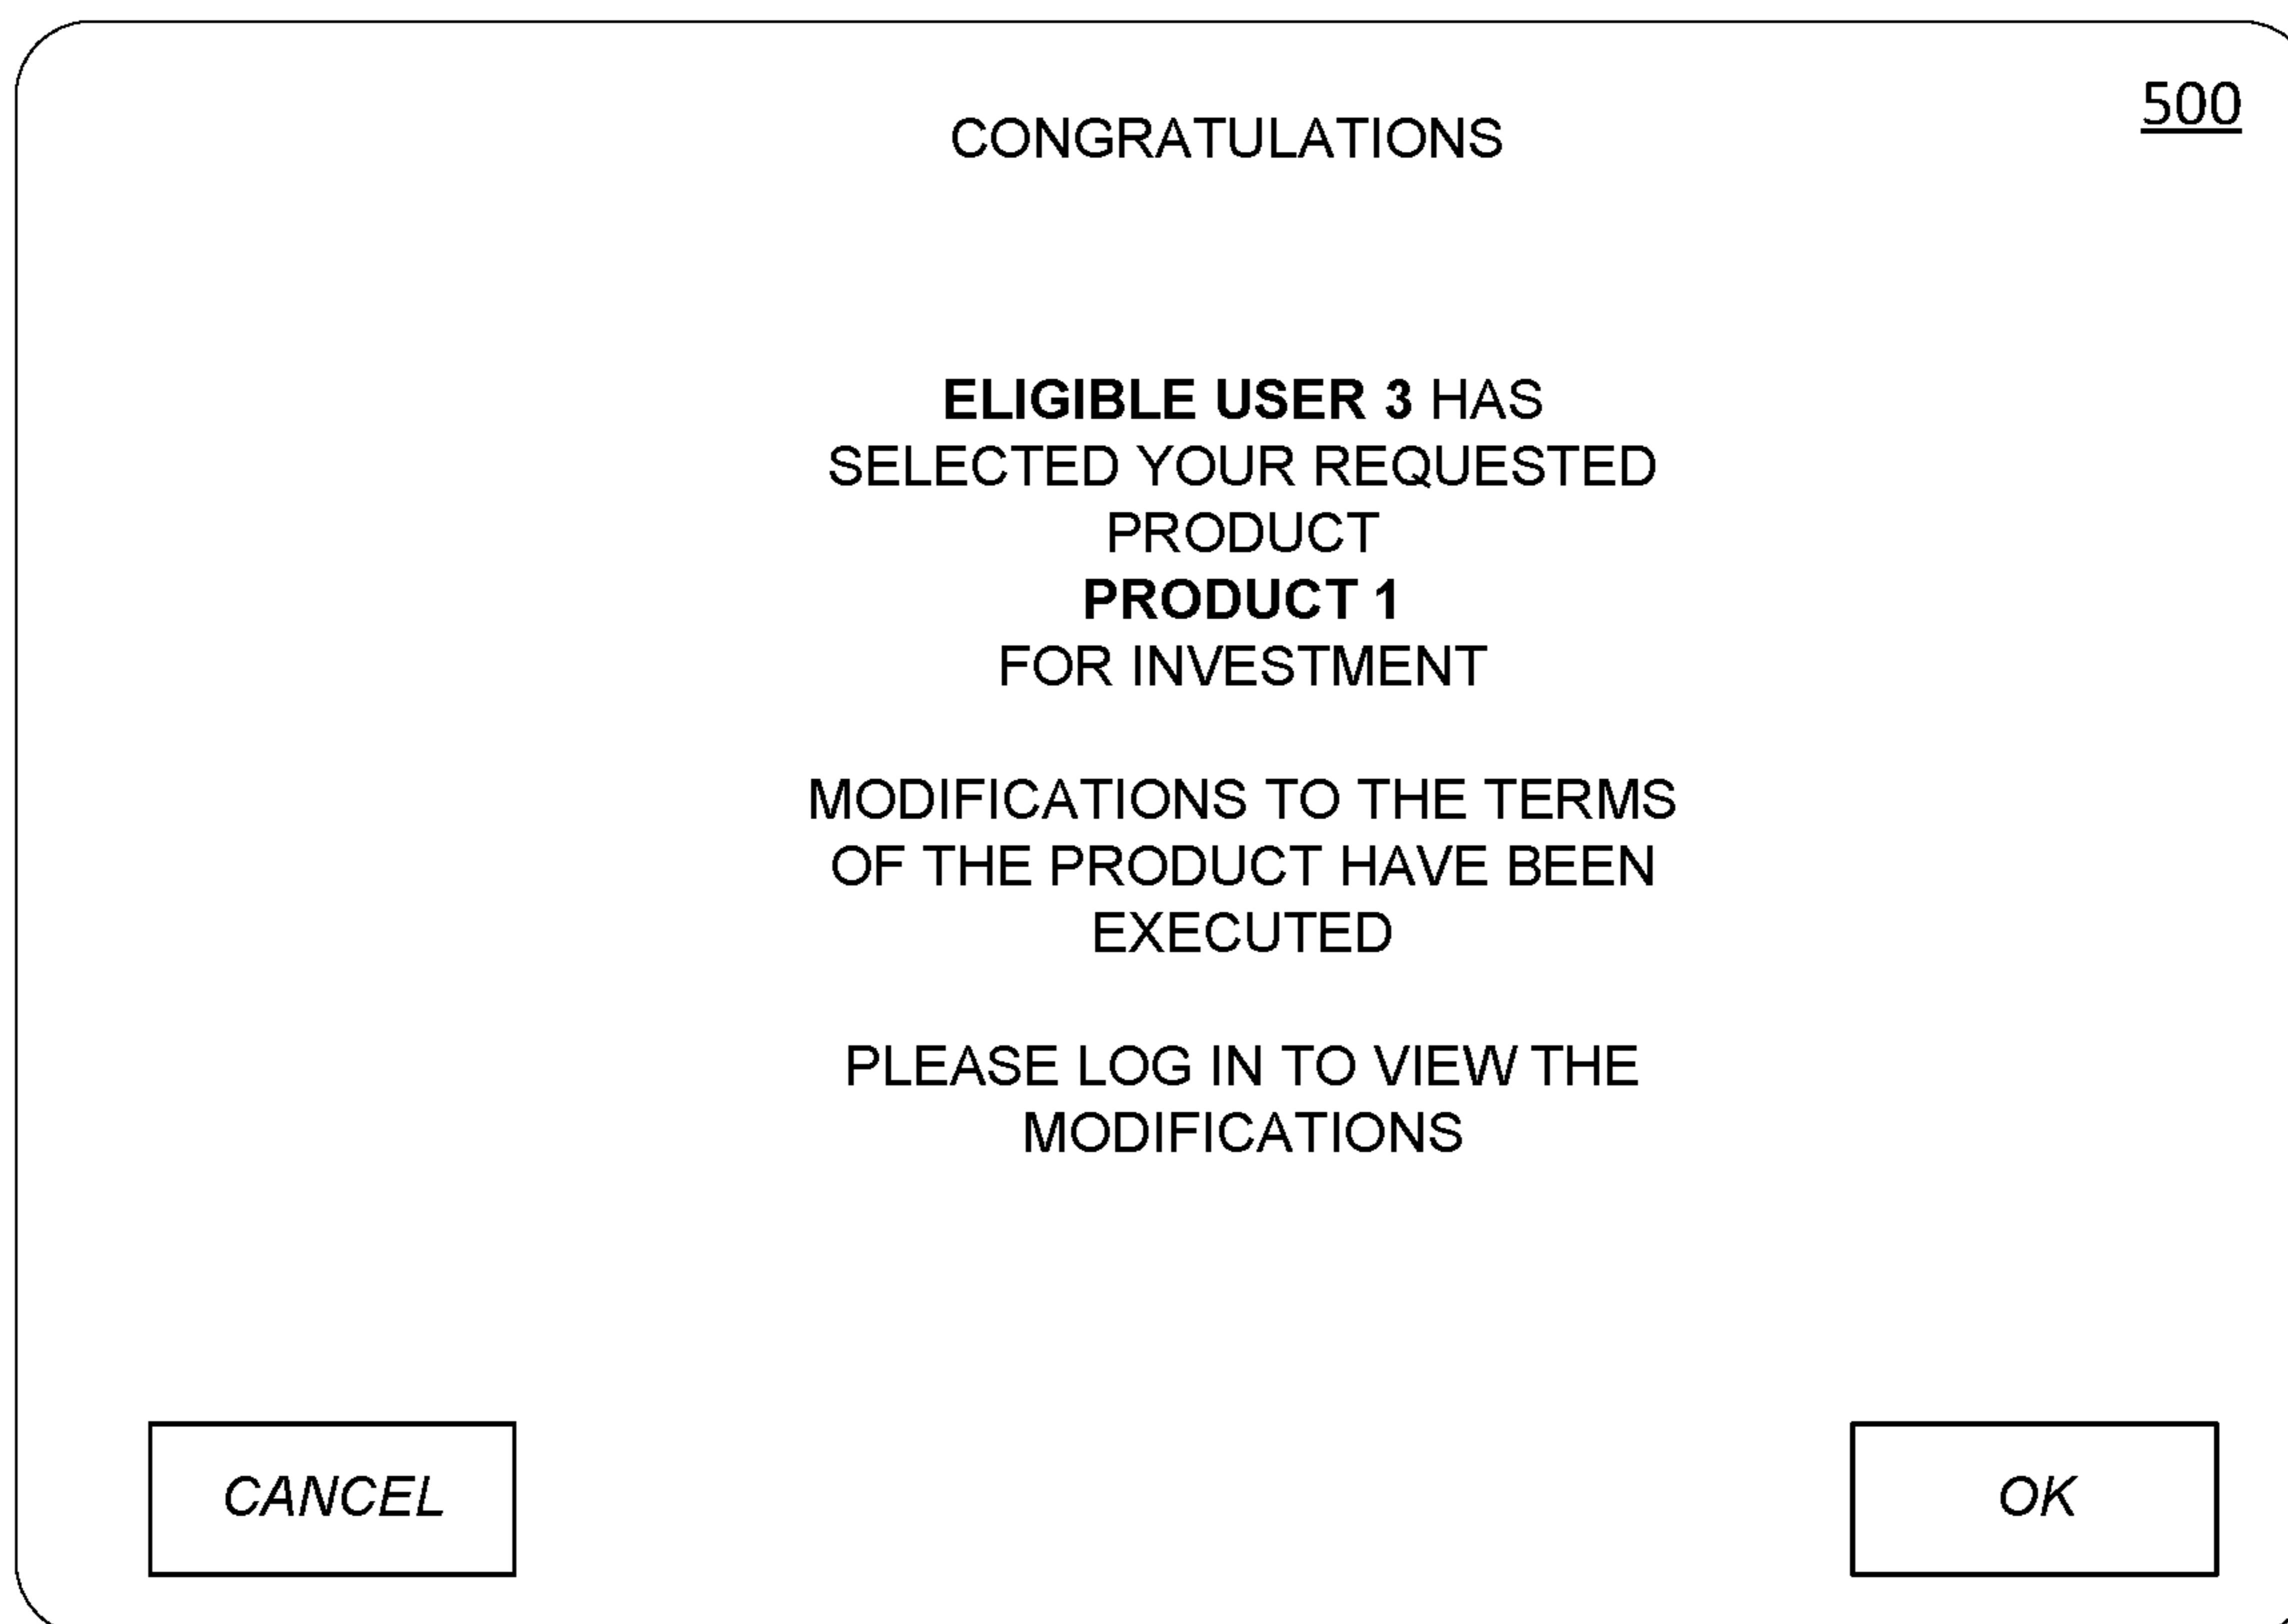 500
CONGRATULATIONS
ELIGIBLE USER 3 HAS
SELECTED YOUR REQUESTED
PRODUCT
PRODUCT 1
FOR INVESTMENT
MODIFICATIONS TO THE TERMS
OF THE PRODUCT HAVE BEEN
EXECUTED
PLEASE LOG IN TO VIEW THE
MODIFICATIONS
CANCEL
OK